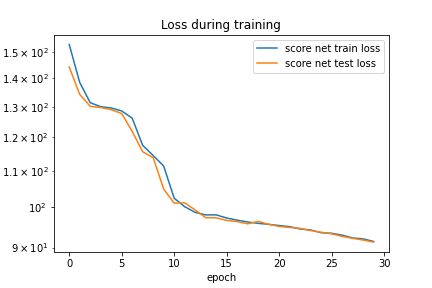 Loss during training
score net train loss
score net test loss
1.5 × 10²
1.4 × 10²
1.3 × 10²
1.2 × 10²
1.1 × 10²
10²
9 × 10¹
0 5 10 15 20 25 30
epoch